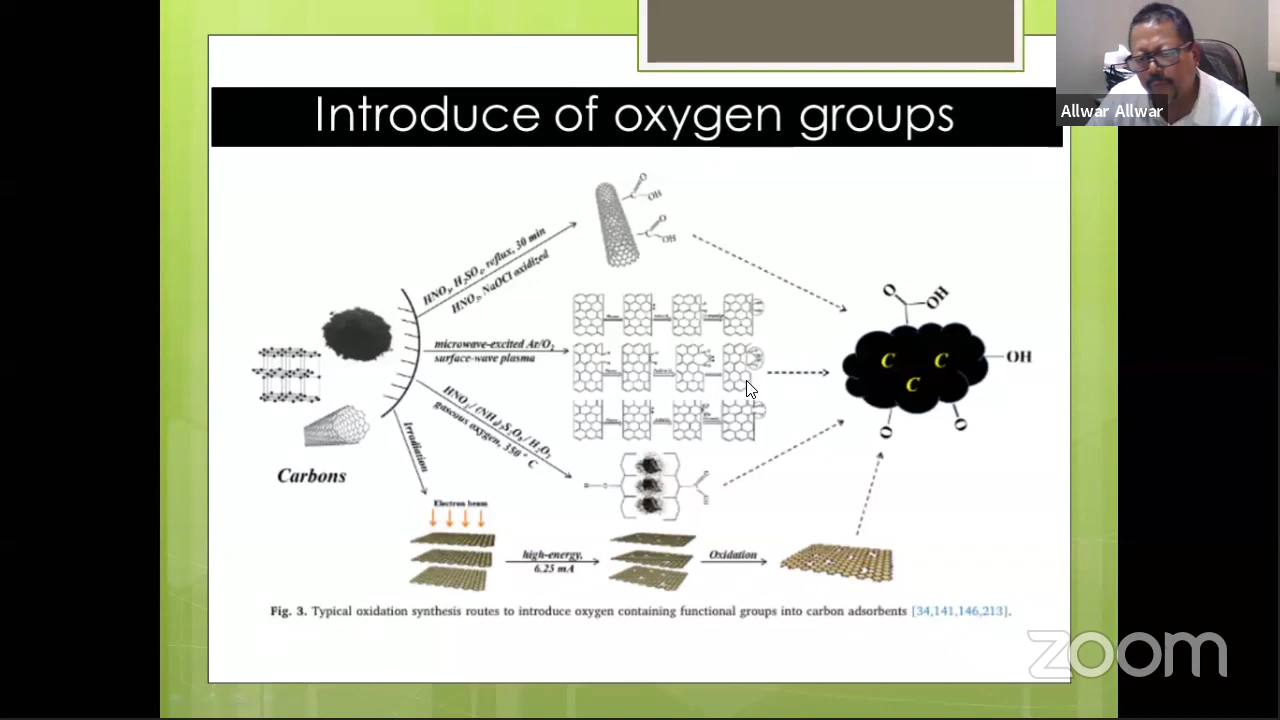 Introduce of oxygen groups
Allwar Allwar
O
OH
O
OH
HNO3, H2SO4, reflux, 30 min
HNO3, NaOCl oxidized
microwave-excited Ar/O2
surface-wave plasma
HNO3/(NH4)2S2O8/H2O2
gaseous oxygen, 350° C
Irradiation
Carbons
O
OH
C C
C
OH
O
O
Electron beam
high-energy,
6.25 mA
Oxidation
Fig. 3. Typical oxidation synthesis routes to introduce oxygen containing functional groups into carbon adsorbents [34,141,146,213].
zoom